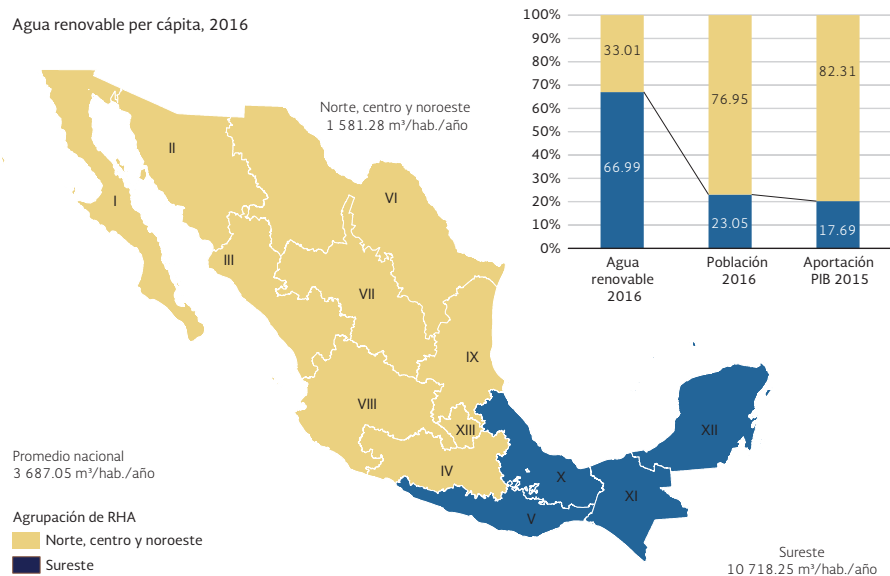 Agua renovable per cápita, 2016
Norte, centro y noroeste
1 581.28 m³/hab./año
I
II
III
VI
VII
IX
VIII
XIII
IV
X
V
XI
XII
Promedio nacional
3 687.05 m³/hab./año
Agrupación de RHA
Norte, centro y noroeste
Sureste
Sureste
10 718.25 m³/hab./año
100%
90%
80%
70%
60%
50%
40%
30%
20%
10%
0%
33.01
66.99
76.95
23.05
82.31
17.69
Agua
renovable
2016
Población
2016
Aportación
PIB 2015